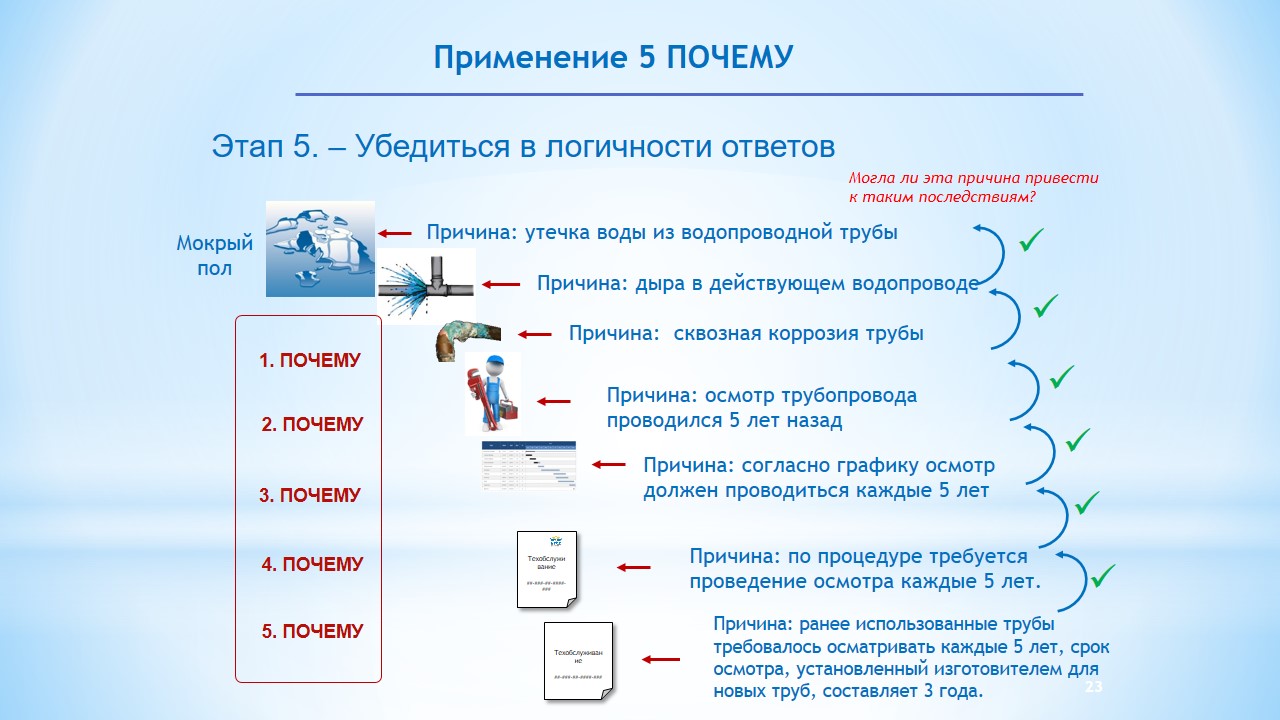 Применение 5 ПОЧЕМУ
Этап 5. – Убедиться в логичности ответов
Могла ли эта причина привести
к таким последствиям?
Мокрый
пол
Причина: утечка воды из водопроводной трубы
Причина: дыра в действующем водопроводе
Причина: сквозная коррозия трубы
Причина: осмотр трубопровода
проводился 5 лет назад
Причина: согласно графику осмотр
должен проводиться каждые 5 лет
Причина: по процедуре требуется
проведение осмотра каждые 5 лет.
Причина: ранее использованные трубы
требовалось осматривать каждые 5 лет, срок
осмотра, установленный изготовителем для
новых труб, составляет 3 года.
1. ПОЧЕМУ
2. ПОЧЕМУ
3. ПОЧЕМУ
4. ПОЧЕМУ
5. ПОЧЕМУ
Техобслужи
вание
##-###-##-####-
###
Техобслуживан
не
##-###-##-####-###
23